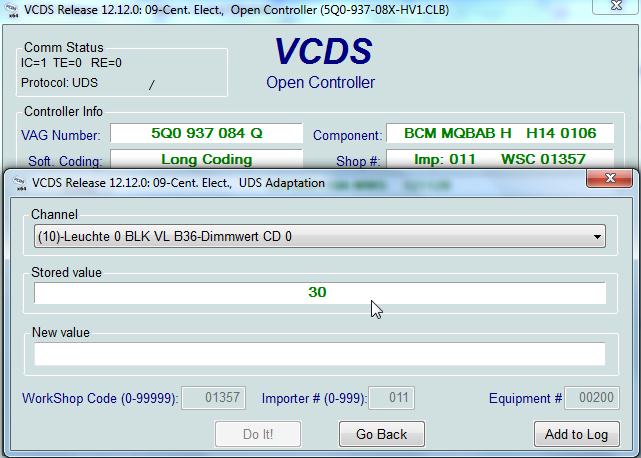 VCDS Release 12.12.0: 09-Cent. Elect., Open Controller (5Q0-937-08X-HV1.CLB)
Comm Status
IC=1 TE=0 RE=0
Protocol: UDS /
VCDS
Open Controller
Controller Info
VAG Number: 5Q0 937 084 Q Component: BCM MQBAB H H14 0106
Soft. Coding: Long Coding Shop #: Imp: 011 WSC 01357
VCDS Release 12.12.0: 09-Cent. Elect., UDS Adaptation
Channel
(10)-Leuchte 0 BLK VL B36-Dimmwert CD 0
Stored value
30
New value
WorkShop Code (0-99999): 01357 Importer # (0-999): 011 Equipment # 00200
Do It! Go Back Add to Log